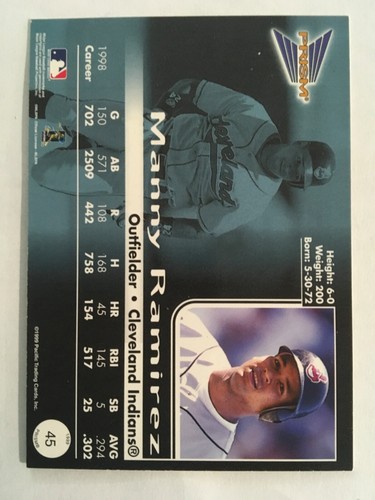 PRISM
Height: 6-0
Weight: 200
Born: 5-30-72
Cleveland
Manny Ramirez
Outfielder • Cleveland Indians®
G AB R H HR RBI SB AVG
1998 150 571 108 168 45 145 5 .294
Career 702 2509 442 758 154 517 25 .302
©1999 Pacific Trading Cards, Inc.
45